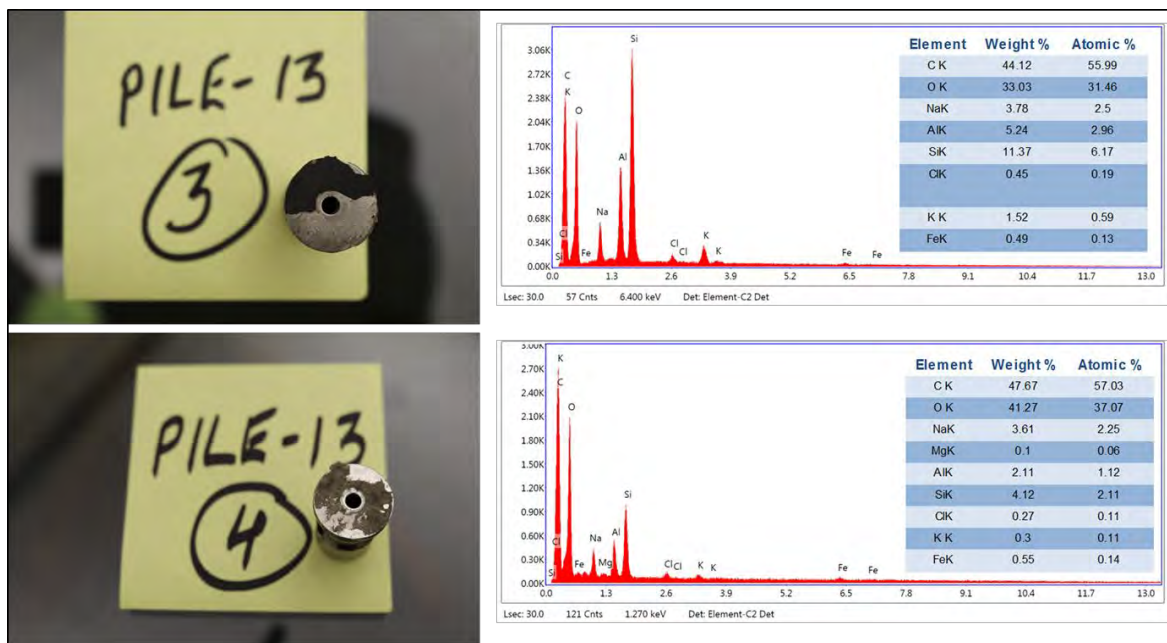 PILE-13
3
3.06K
2.72K
2.38K
2.04K
1.70K
1.36K
1.02K
0.68K
0.34K
0.00K
C
K
O
Cl
Si
Fe
Na
Al
Si
Cl
Cl
K
K
Fe
Fe
0.0 1.3 2.6 3.9 5.2 6.5 7.8 9.1 10.4 11.7 13.0
Lsec: 30.0 57 Cnts 6.400 keV Det: Element-C2 Det
Element Weight % Atomic %
C K 44.12 55.99
O K 33.03 31.46
NaK 3.78 2.5
AlK 5.24 2.96
SiK 11.37 6.17
ClK 0.45 0.19
K K 1.52 0.59
FeK 0.49 0.13
PILE-13
4
3.00K
2.70K
2.40K
2.10K
1.80K
1.50K
1.20K
0.90K
0.60K
0.30K
0.00K
K
C
O
Cl
Si
Fe
Na
Mg
Al
Si
Cl Cl
K
K
Fe
Fe
0.0 1.3 2.6 3.9 5.2 6.5 7.8 9.1 10.4 11.7 13.0
Lsec: 30.0 121 Cnts 1.270 keV Det: Element-C2 Det
Element Weight % Atomic %
C K 47.67 57.03
O K 41.27 37.07
NaK 3.61 2.25
MgK 0.1 0.06
AlK 2.11 1.12
SiK 4.12 2.11
ClK 0.27 0.11
K K 0.3 0.11
FeK 0.55 0.14